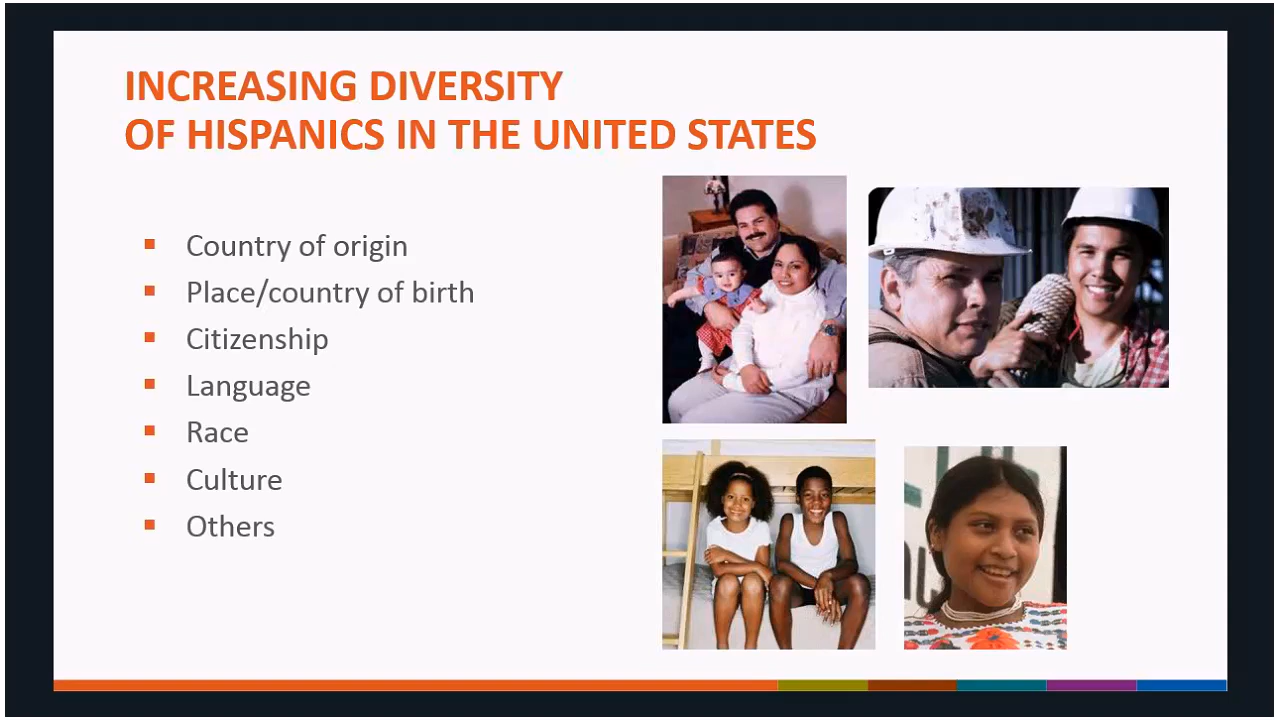 INCREASING DIVERSITY
OF HISPANICS IN THE UNITED STATES
Country of origin
Place/country of birth
Citizenship
Language
Race
Culture
Others